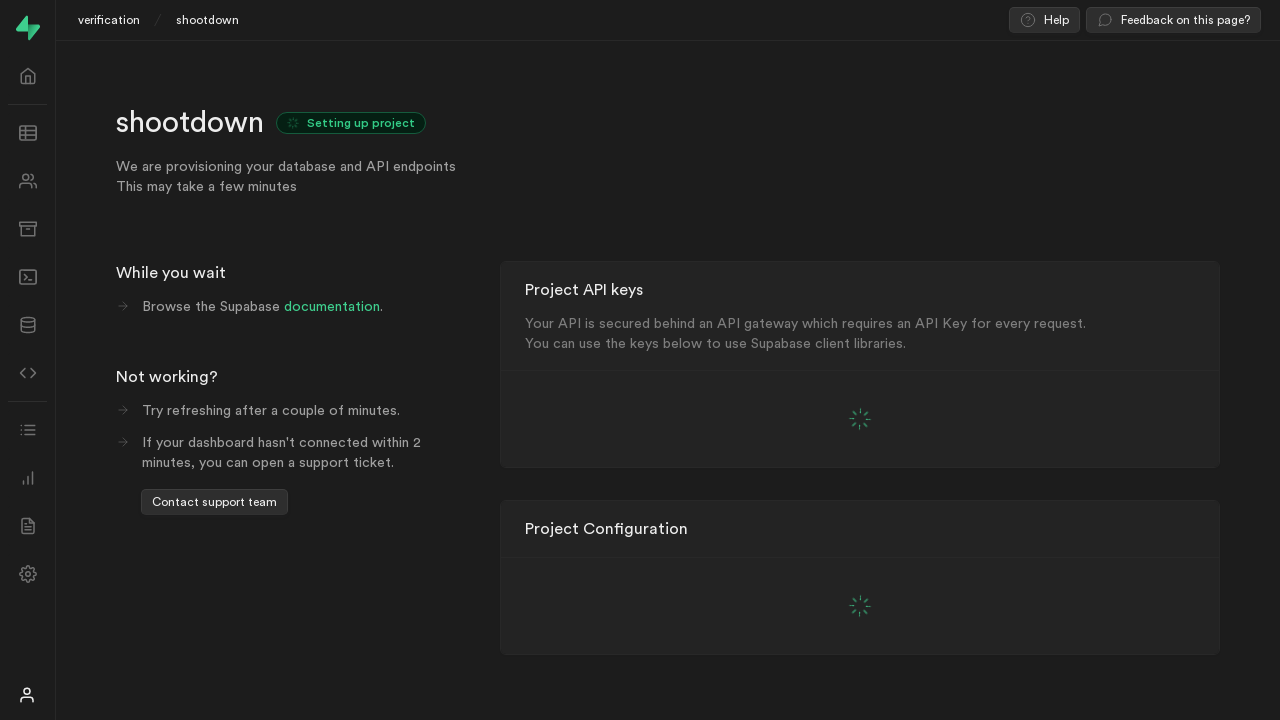 verification / shootdown
Help
Feedback on this page?
shootdown
Setting up project
We are provisioning your database and API endpoints
This may take a few minutes
While you wait
Browse the Supabase documentation.
Not working?
Try refreshing after a couple of minutes.
If your dashboard hasn't connected within 2
minutes, you can open a support ticket.
Contact support team
Project API keys
Your API is secured behind an API gateway which requires an API Key for every request.
You can use the keys below to use Supabase client libraries.
Project Configuration